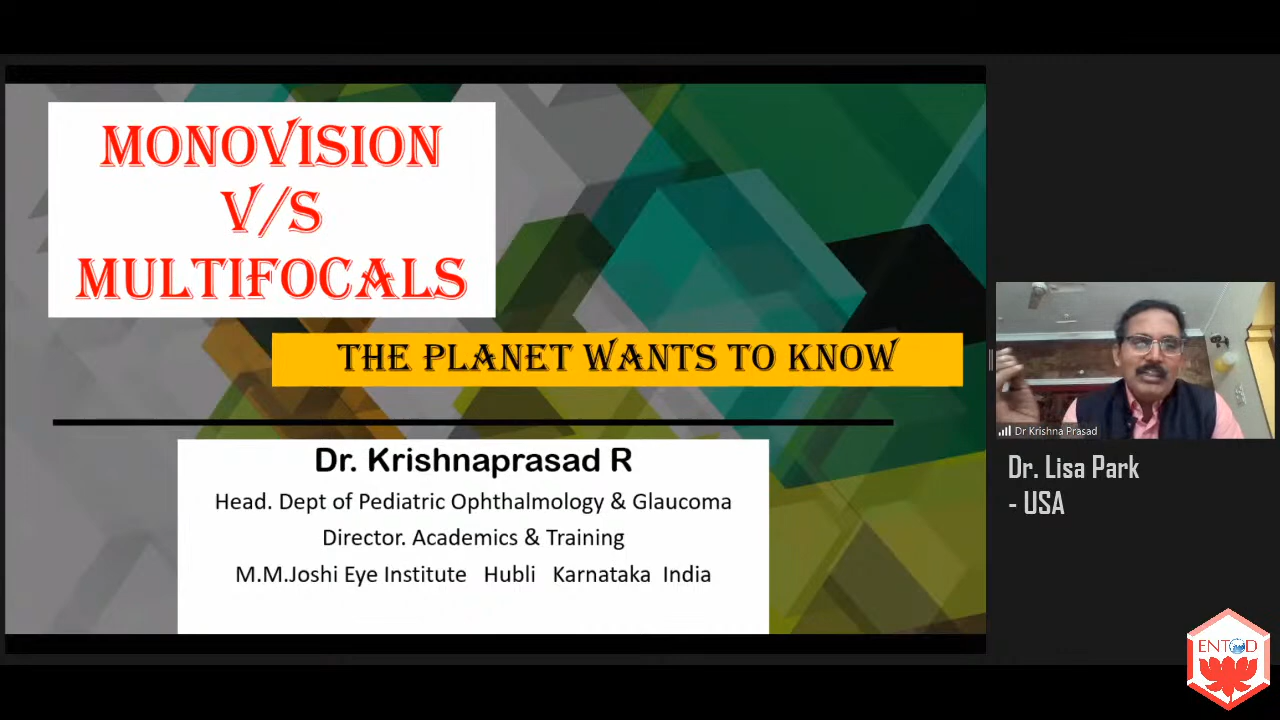 MONOVISION
V/S
MULTIFOCALS
THE PLANET WANTS TO KNOW
Dr. Krishnaprasad R
Head. Dept of Pediatric Ophthalmology & Glaucoma
Director. Academics & Training
M.M.Joshi Eye Institute Hubli Karnataka India
Dr Krishna Prasad
Dr. Lisa Park
- USA
ENTOD